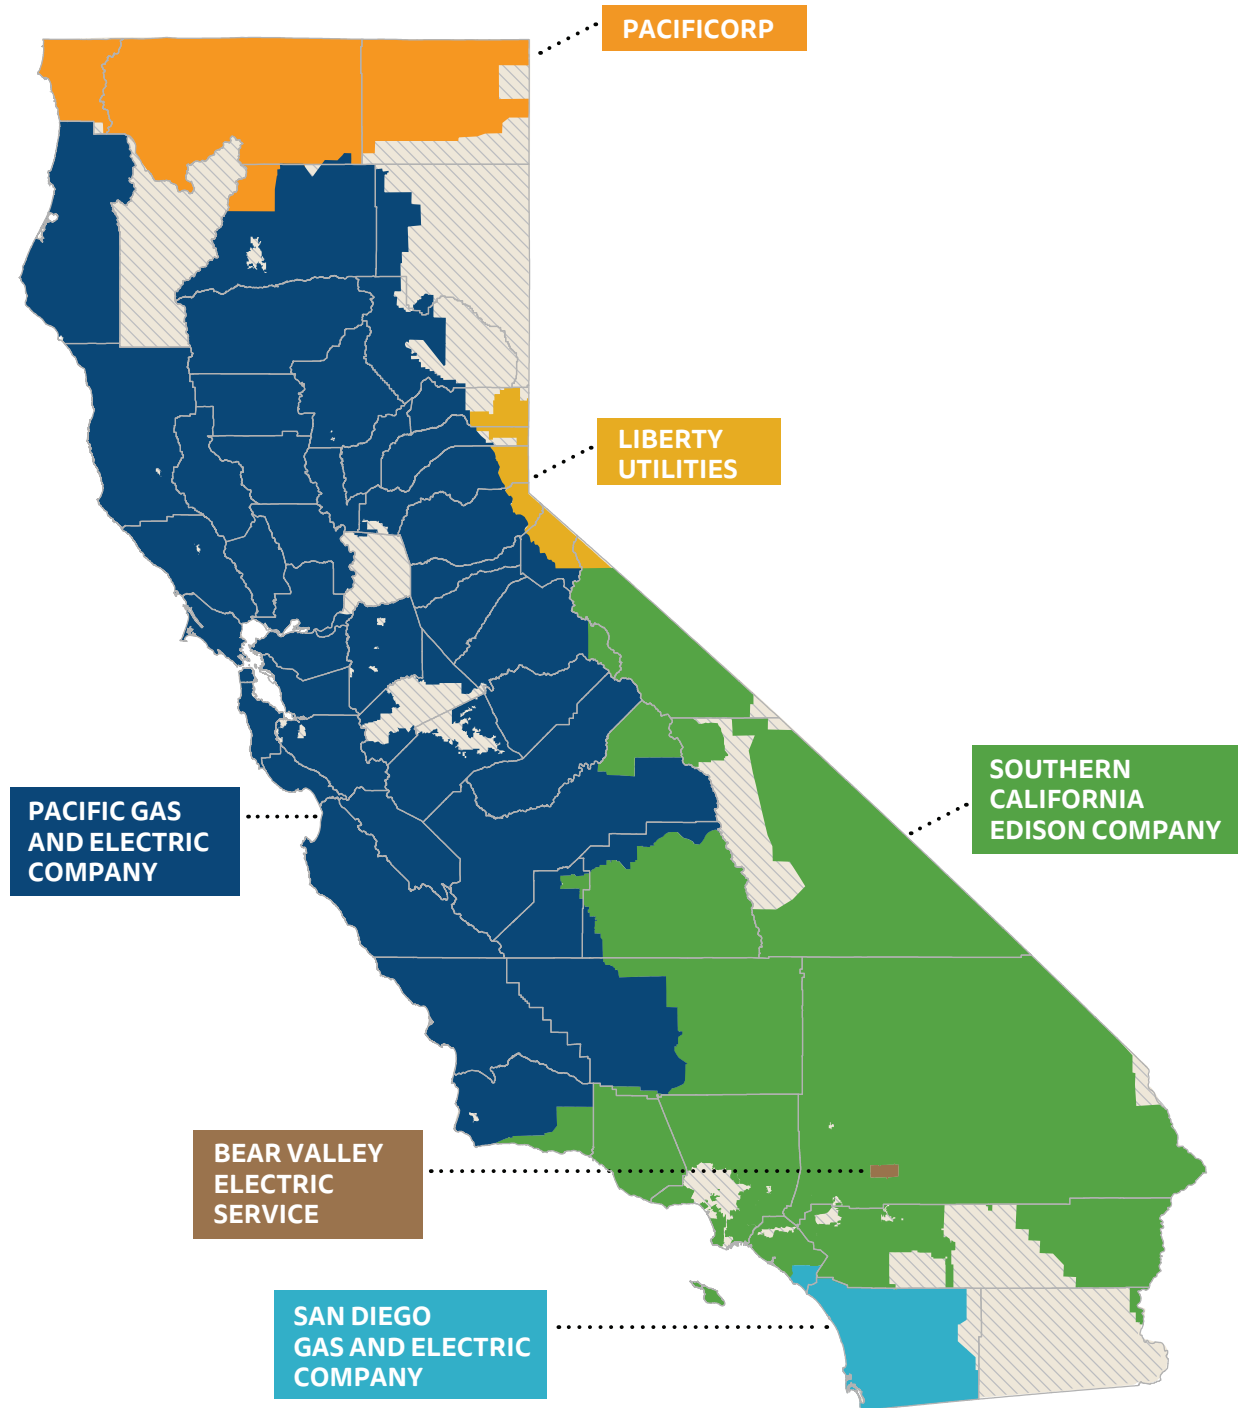 PACIFICORP
LIBERTY
UTILITIES
SOUTHERN
CALIFORNIA
EDISON COMPANY
PACIFIC GAS
AND ELECTRIC
COMPANY
BEAR VALLEY
ELECTRIC
SERVICE
SAN DIEGO
GAS AND ELECTRIC
COMPANY